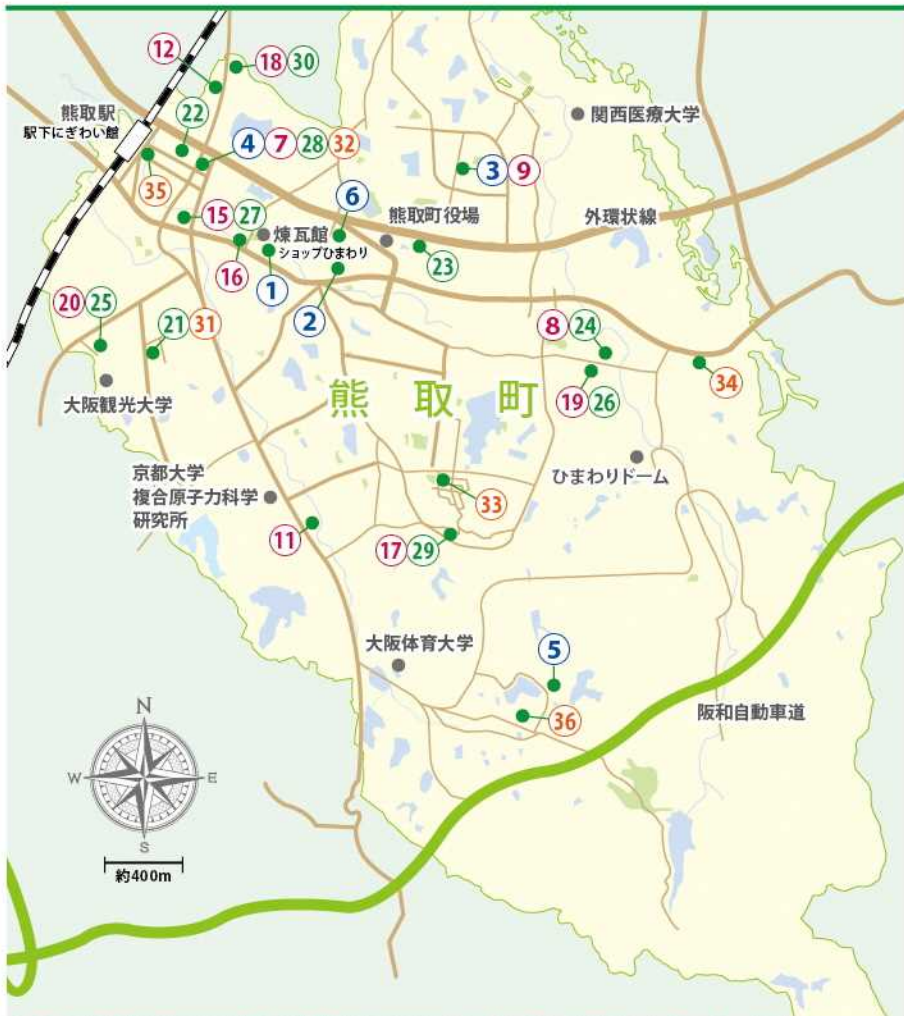 12
18 30
熊取駅
駅下にぎわい館
22
4 7 28 32
関西医療大学
3 9
35
6
15 27
煉瓦館
ショップひまわり
熊取町役場
外環状線
23
16
1
2
20 25
21 31
8 24
34
大阪観光大学
熊取町
19 26
京都大学
複合原子力科学
研究所
ひまわりドーム
33
11
17 29
大阪体育大学
5
36
阪和自動車道
N
W E
S
約400m